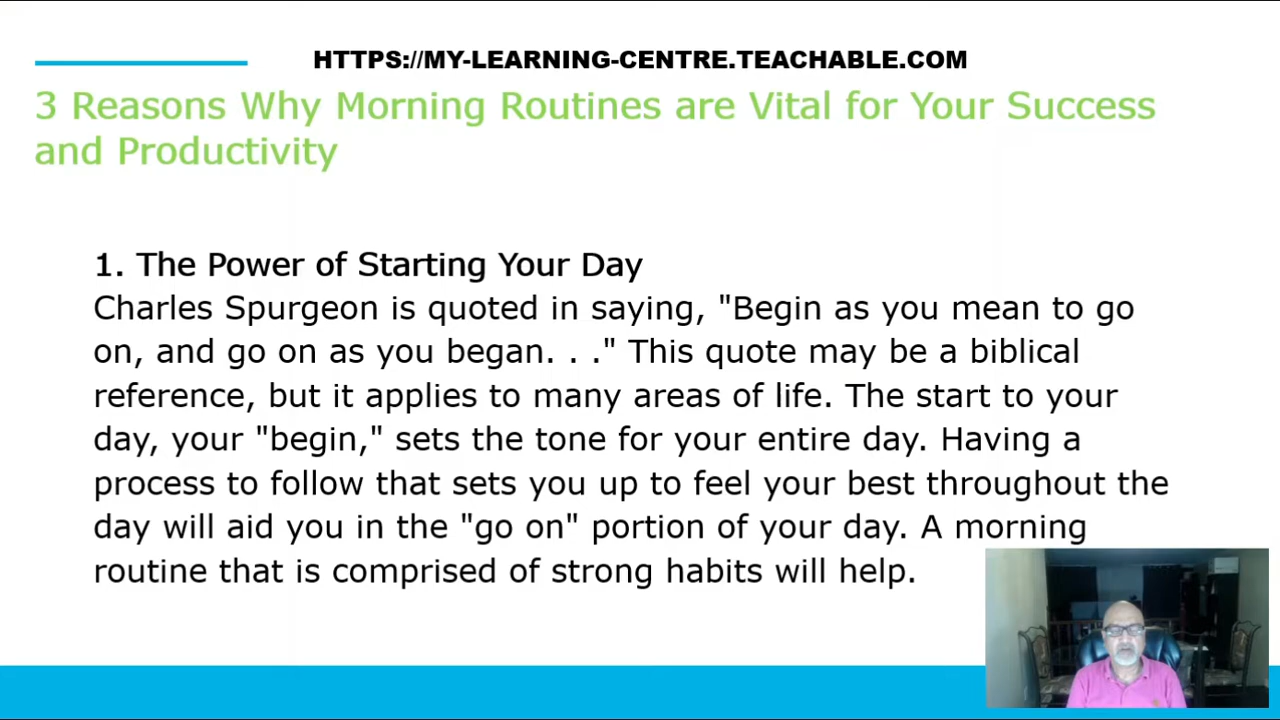 HTTPS://MY-LEARNING-CENTRE.TEACHABLE.COM
3 Reasons Why Morning Routines are Vital for Your Success
and Productivity
1. The Power of Starting Your Day
Charles Spurgeon is quoted in saying, "Begin as you mean to go
on, and go on as you began. . ." This quote may be a biblical
reference, but it applies to many areas of life. The start to your
day, your "begin," sets the tone for your entire day. Having a
process to follow that sets you up to feel your best throughout the
day will aid you in the "go on" portion of your day. A morning
routine that is comprised of strong habits will help.